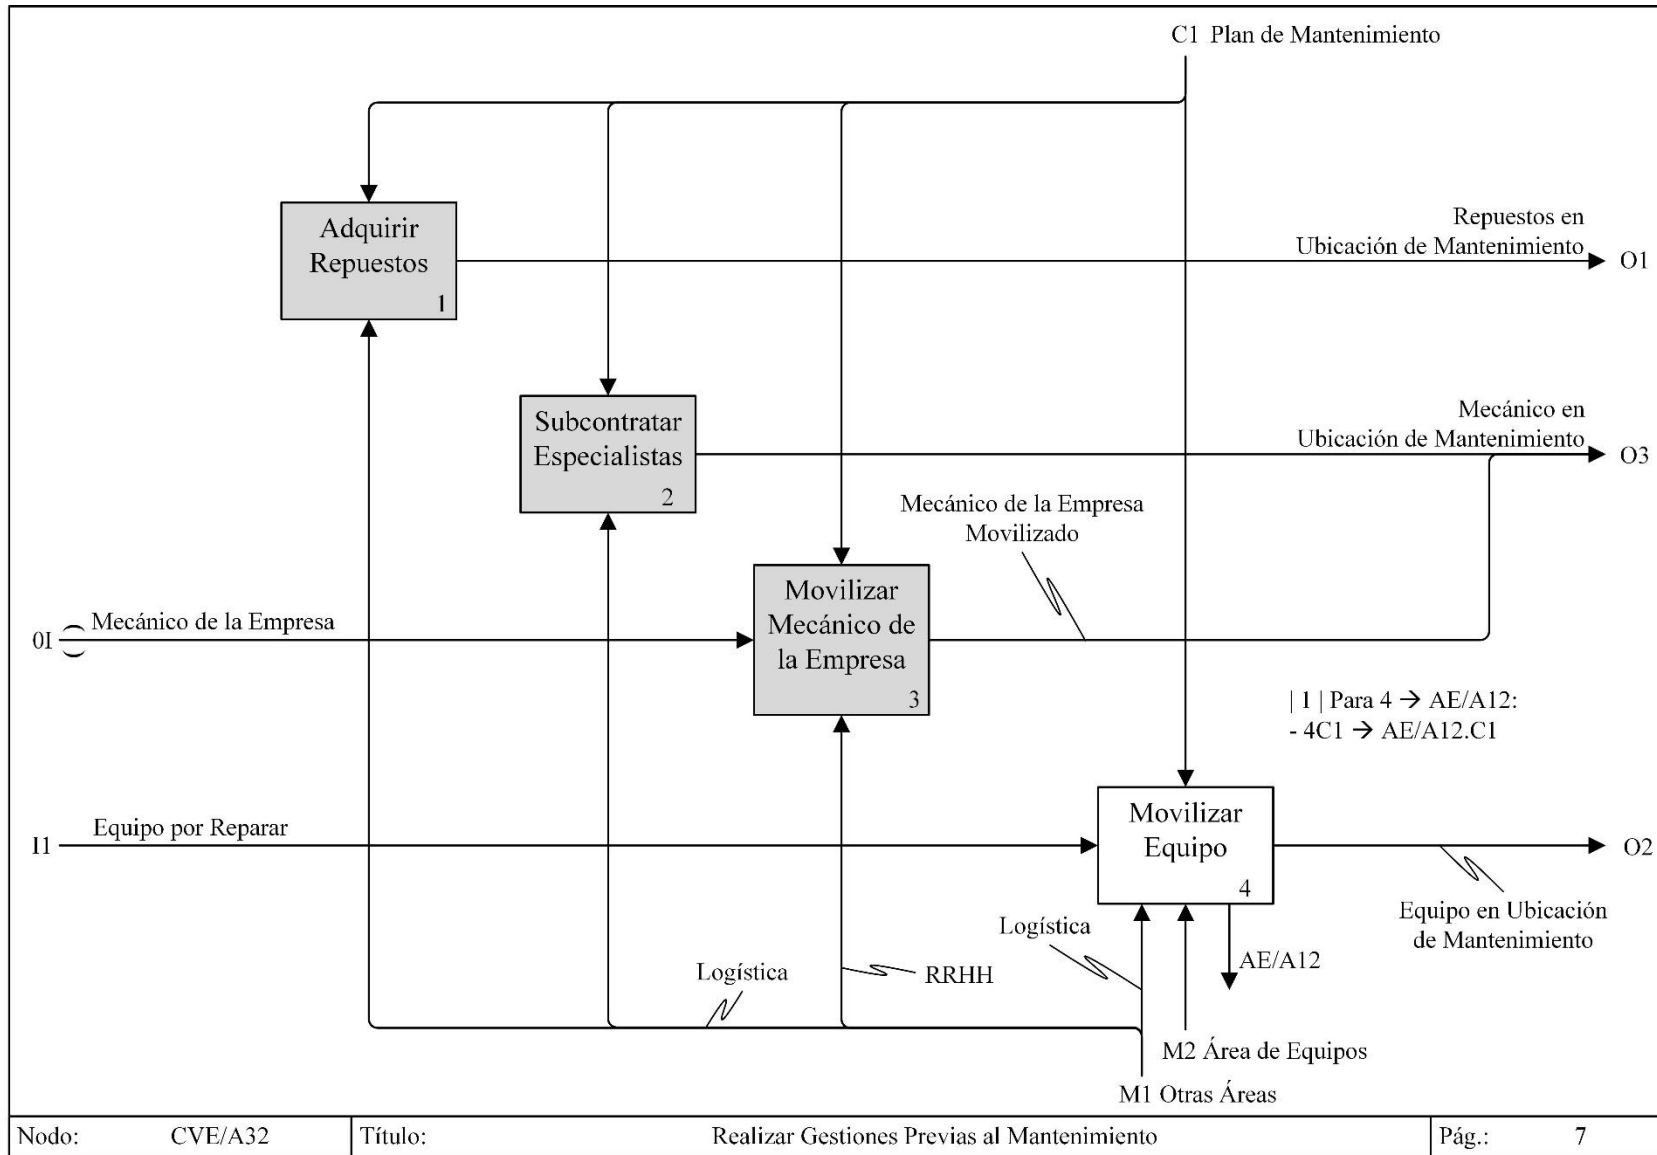 C1 Plan de Mantenimiento
Adquirir
Repuestos
1
Repuestos en
Ubicación de Mantenimiento
O1
Subcontratar
Especialistas
2
Mecánico en
Ubicación de Mantenimiento
O3
Mecánico de la Empresa
Movilizado
0I
Mecánico de la Empresa
Movilizar
Mecánico de
la Empresa
3
| 1 | Para 4 → AE/A12:
- 4C1 → AE/A12.C1
I1
Equipo por Reparar
Movilizar
Equipo
4
O2
Equipo en Ubicación
de Mantenimiento
Logística
AE/A12
Logística
RRHH
M2 Área de Equipos
M1 Otras Áreas
Nodo: CVE/A32 Título: Realizar Gestiones Previas al Mantenimiento Pág.: 7